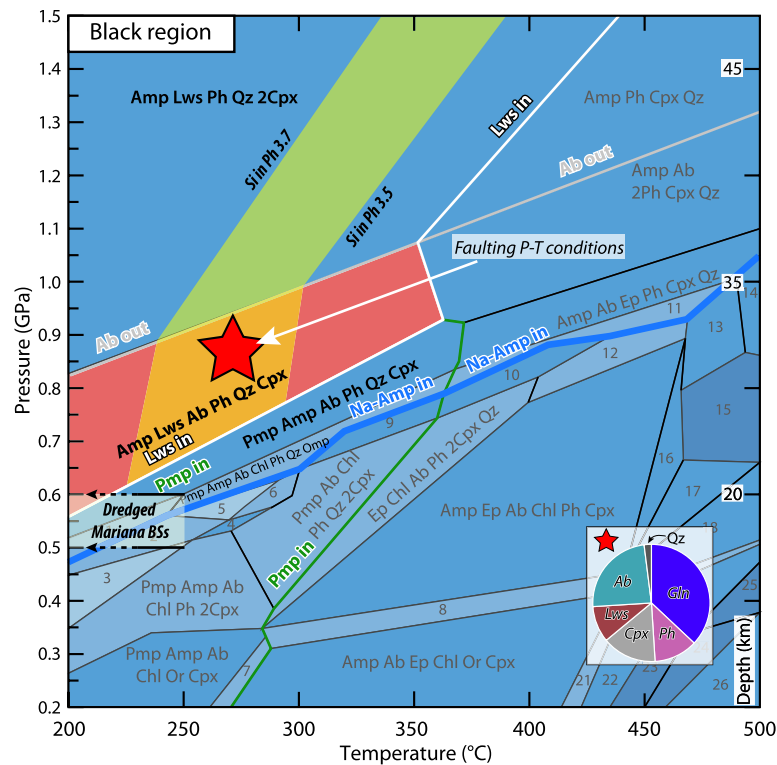 Black region
1.5
1.4
1.3
1.2
1.1
1.0
0.9
0.8
0.7
0.6
0.5
0.4
0.3
0.2
Pressure (GPa)
200
250
300
350
400
450
500
Temperature (°C)
45
35
20
Depth (km)
Amp Lws Ph Qz 2Cpx
Si in Ph 3.7
Si in Ph 3.5
Lws in
Amp Ph Cpx Qz
Ab out
Amp Ab
2Ph Cpx Qz
Faulting P-T conditions
Ab out
Amp Ab Ep Ph Cpx Qz
Amp Lws Ab Ph Qz Cpx
Lws in
Pmp Amp Ab Ph Qz Cpx
Na-Amp in
Na-Amp in
Pmp in
Pmp Amp Ab Chl Ph Qz Omp
Dredged
Mariana BSs
Pmp Ab Chl
Ph Qz 2Cpx
Ep Chl Ab Ph 2Cpx Qz
Pmp in
Amp Ep Ab Chl Ph Cpx
Pmp Amp Ab
Chl Ph 2Cpx
Pmp Amp Ab
Chl Or Cpx
Amp Ab Ep Chl Or Cpx
3
4
5
6
7
8
9
10
11
12
13
14
15
16
17
18
21
22
23
25
26
Qz
Ab
Gln
Lws
Cpx
Ph